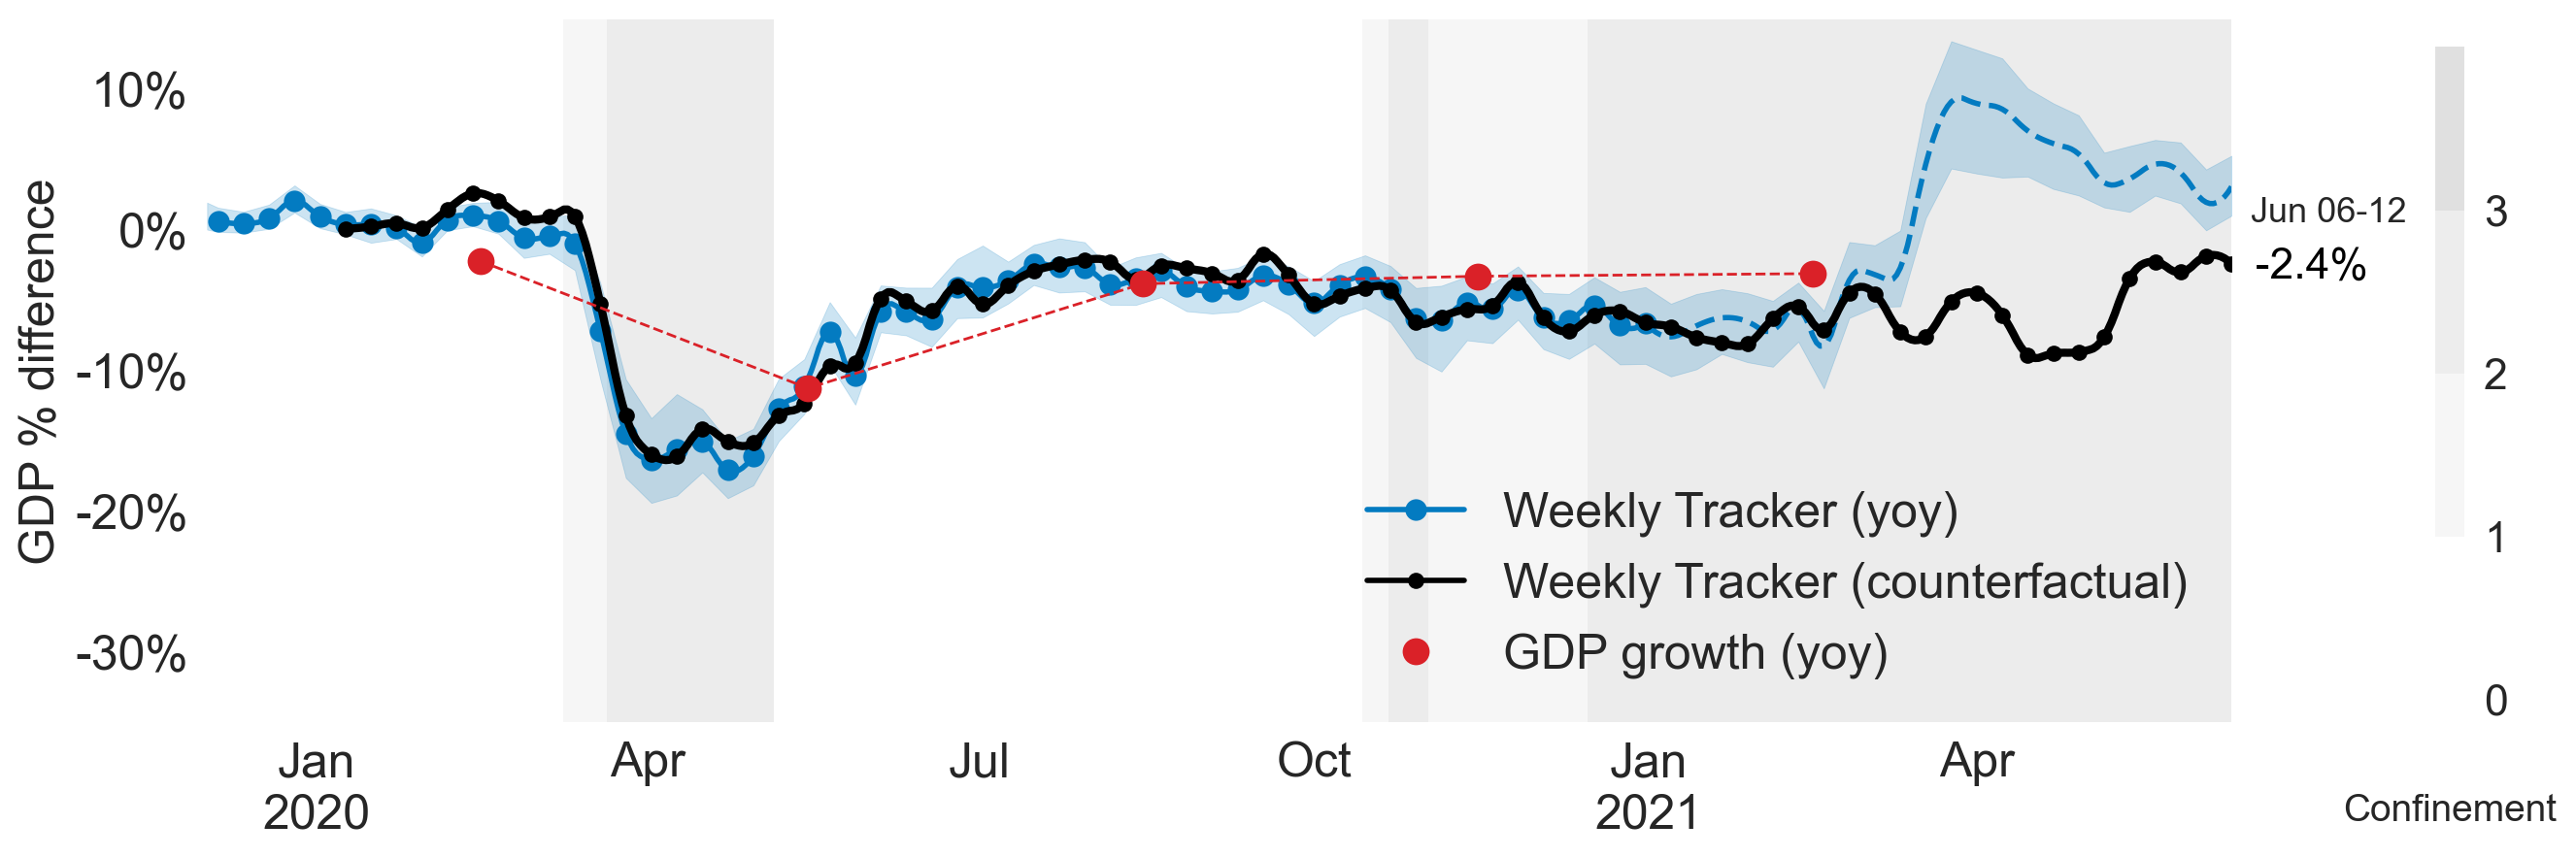 GDP % difference
10%
0%
-10%
-20%
-30%
Jan
2020
Apr
Jul
Oct
Jan
2021
Apr
Weekly Tracker (yoy)
Weekly Tracker (counterfactual)
GDP growth (yoy)
Jun 06-12
-2.4%
3
2
1
0
Confinement